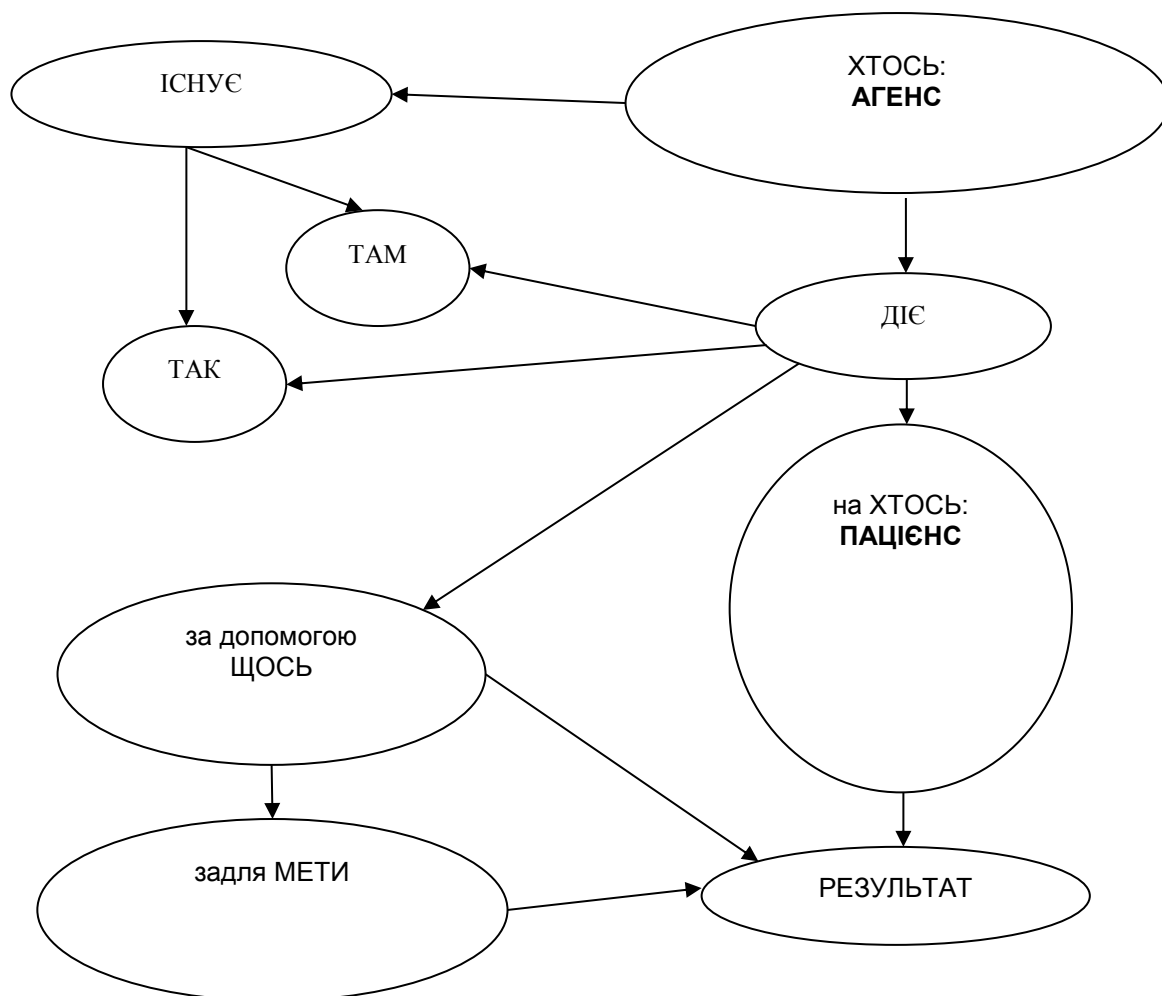 ІСНУЄ
ХТОСЬ:
АГЕНС
ТАМ
ДІЄ
ТАК
на ХТОСЬ:
ПАЦІЄНС
за допомогою
ЩОСЬ
задля МЕТИ
РЕЗУЛЬТАТ